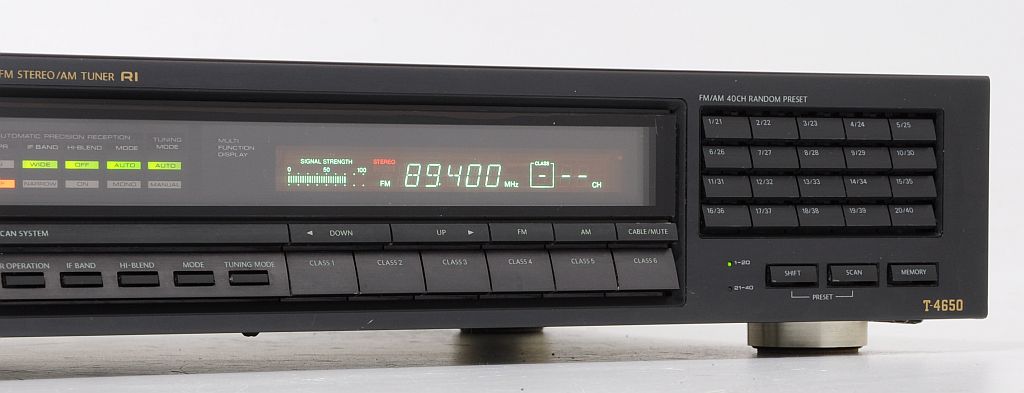 FM STEREO/AM TUNER RI
AUTOMATIC PRECISION RECEPTION
IF BAND HI-BLEND MODE TUNING MODE
WIDE OFF AUTO AUTO
NARROW ON MONO MANUAL
MULTI
FUNCTION
DISPLAY
SIGNAL STRENGTH STEREO
0 50 100
FM 89.400 MHz CLASS - -- CH
FM/AM 40CH RANDOM PRESET
1/21 2/22 3/23 4/24 5/25
6/26 7/27 8/28 9/29 10/30
11/31 12/32 13/33 14/34 15/35
16/36 17/37 18/38 19/39 20/40
SCAN SYSTEM
◄ DOWN UP ► FM AM CABLE/MUTE
OPERATION IF BAND HI-BLEND MODE TUNING MODE
CLASS 1 CLASS 2 CLASS 3 CLASS 4 CLASS 5 CLASS 6
1-20
21-40
SHIFT SCAN MEMORY
PRESET
T-4650